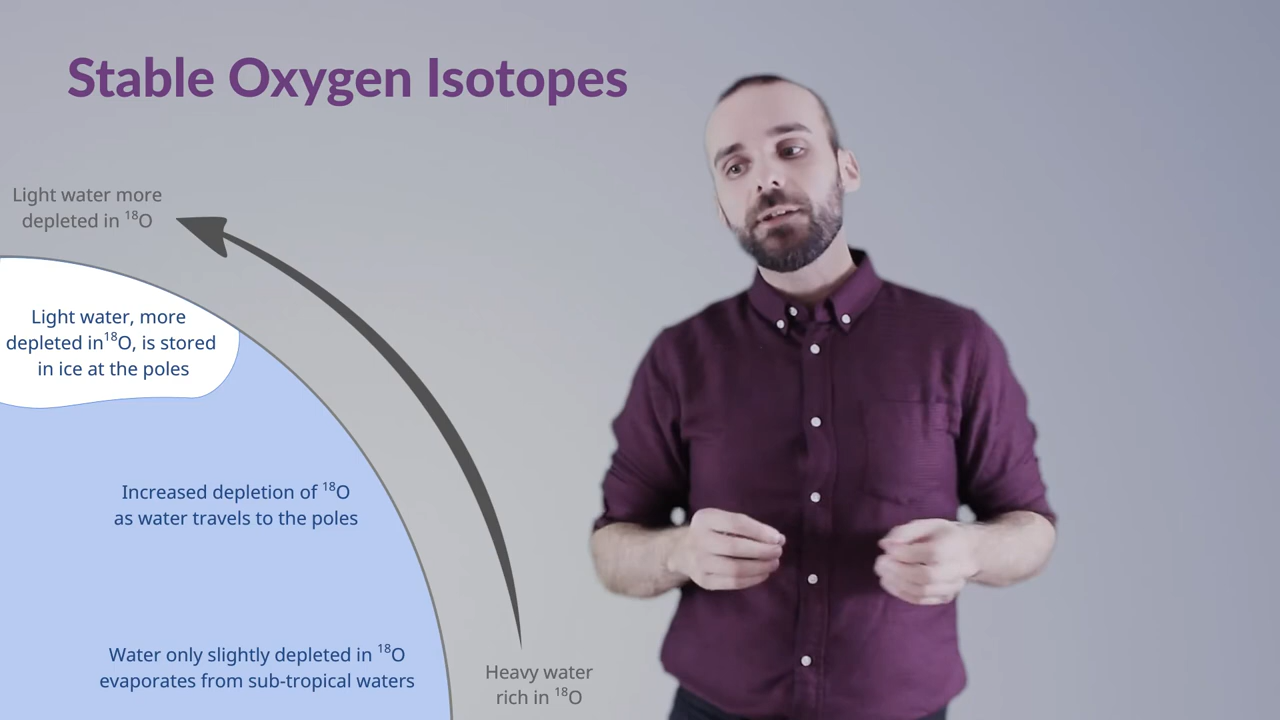 Stable Oxygen Isotopes
Light water more
depleted in ¹⁸O
Light water, more
depleted in¹⁸O, is stored
in ice at the poles
Increased depletion of ¹⁸O
as water travels to the poles
Water only slightly depleted in ¹⁸O
evaporates from sub-tropical waters
Heavy water
rich in ¹⁸O